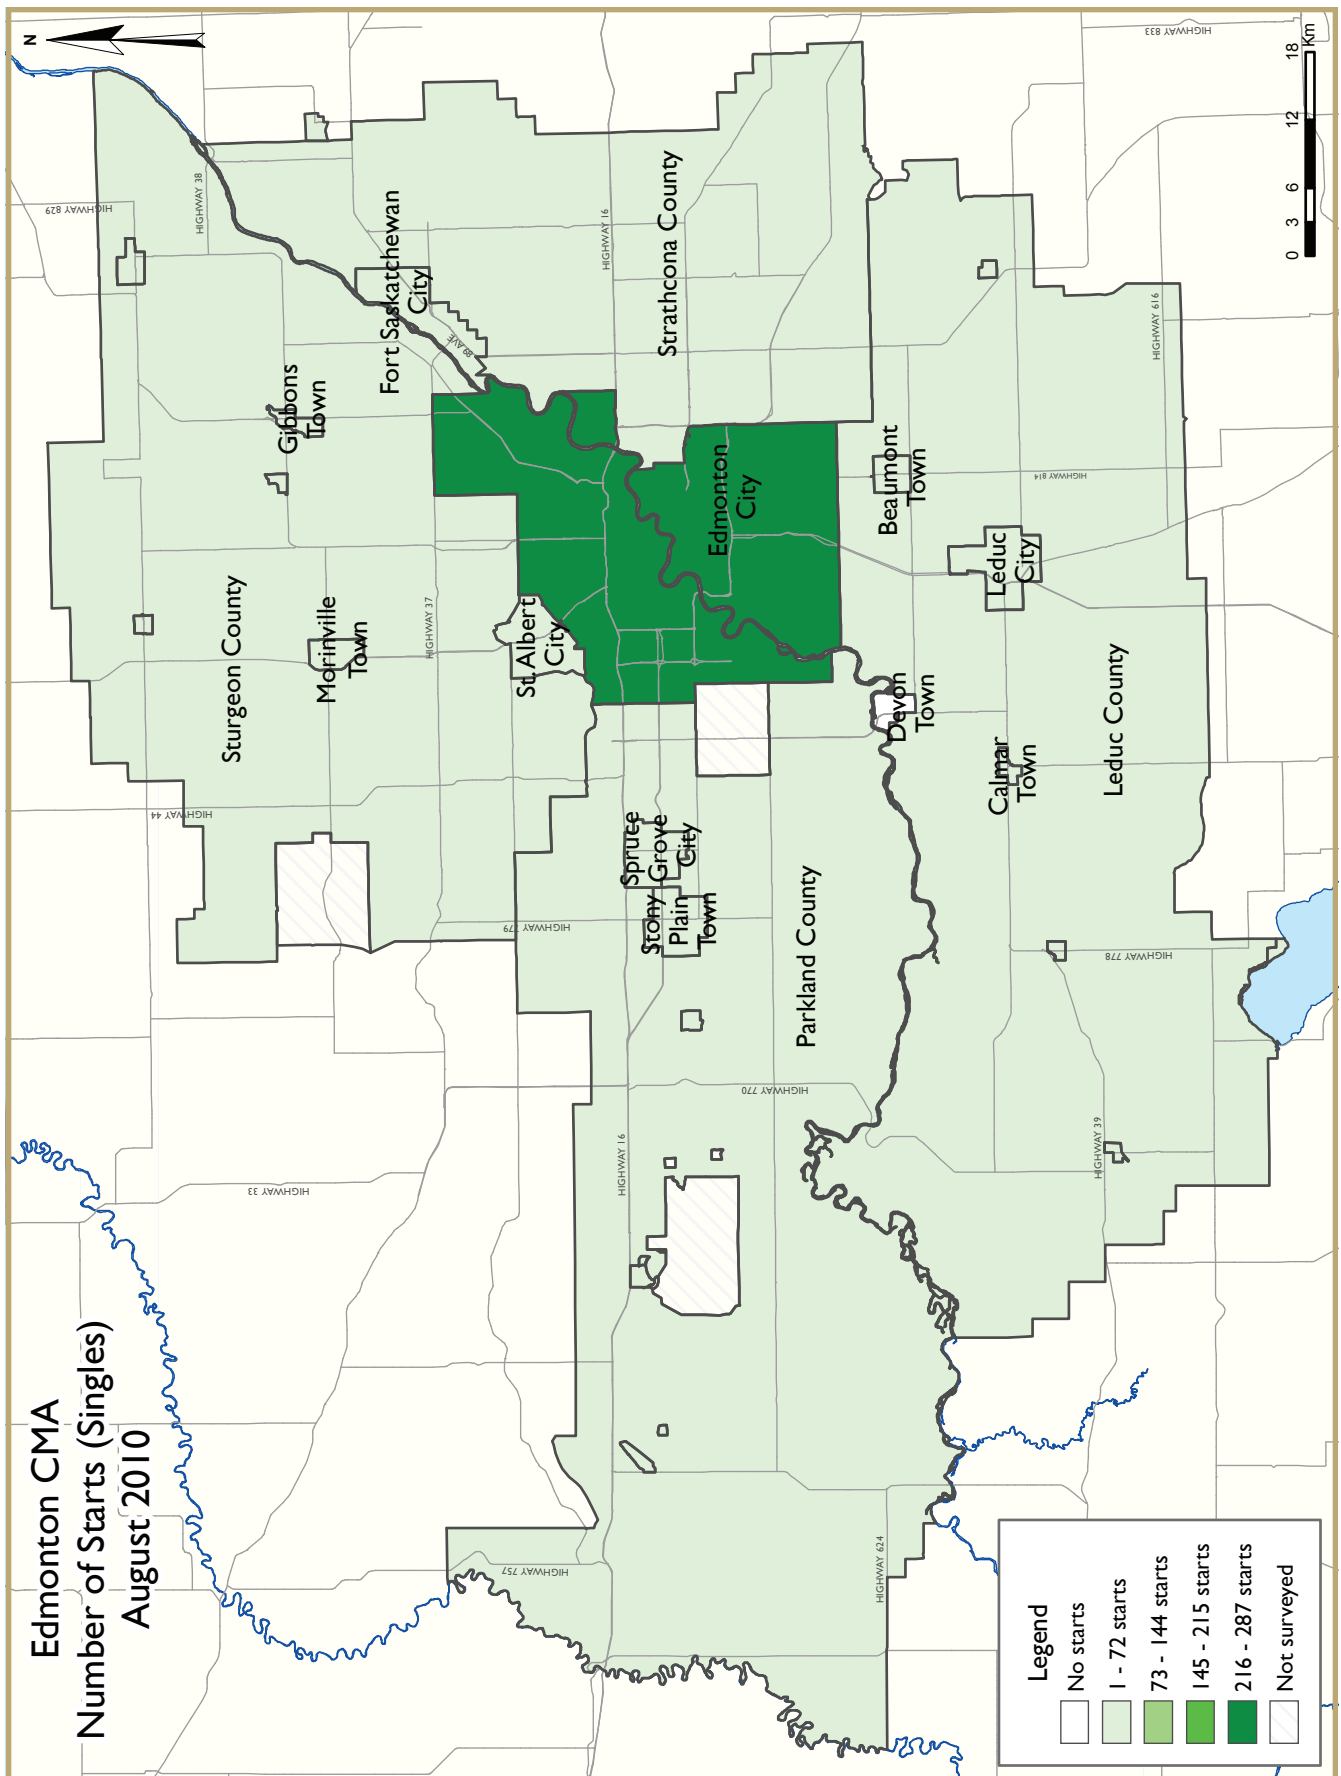 Edmonton CMA
Number of Starts (Singles)
August 2010
N
HIGHWAY 829
HIGHWAY 38
HIGHWAY 833
HIGHWAY 44
Sturgeon County
Gibbons
Town
Morinville
Town
Fort Saskatchewan
City
89 AVE
HIGHWAY 37
HIGHWAY 33
HIGHWAY 779
St. Albert
City
HIGHWAY 16
Strathcona County
Edmonton
City
Spruce
Grove
City
Stony
Plain
Town
HIGHWAY 16
HIGHWAY 757
HIGHWAY 770
Parkland County
HIGHWAY 624
Devon
Town
Beaumont
Town
Leduc
City
Calmar
Town
HIGHWAY 814
HIGHWAY 616
Leduc County
HIGHWAY 778
HIGHWAY 39
Legend
No starts
1 - 72 starts
73 - 144 starts
145 - 215 starts
216 - 287 starts
Not surveyed
0 3 6 12 18
Km